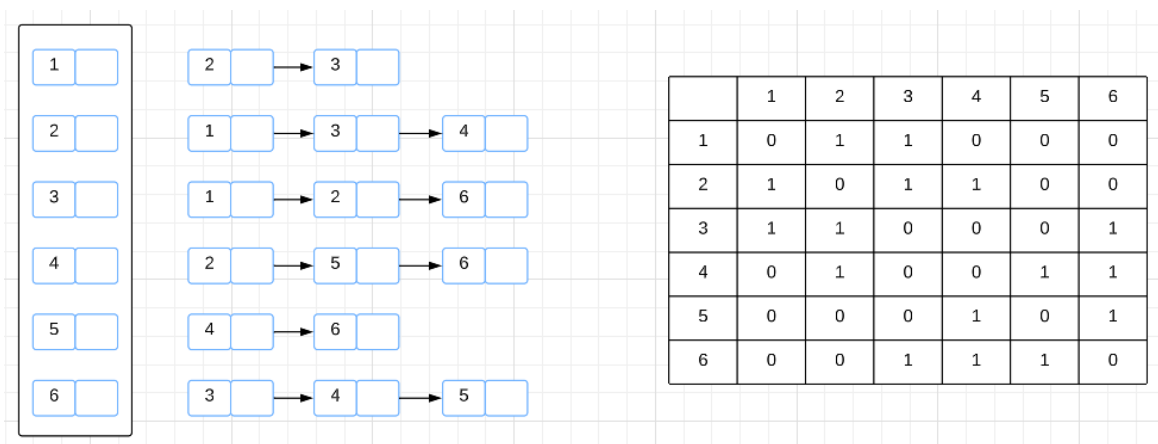 1 2 3
2 1 3 4
3 1 2 6
4 2 5 6
5 4 6
6 3 4 5
1 2 3 4 5 6
1 0 1 1 0 0 0
2 1 0 1 1 0 0
3 1 1 0 0 0 1
4 0 1 0 0 1 1
5 0 0 0 1 0 1
6 0 0 1 1 1 0